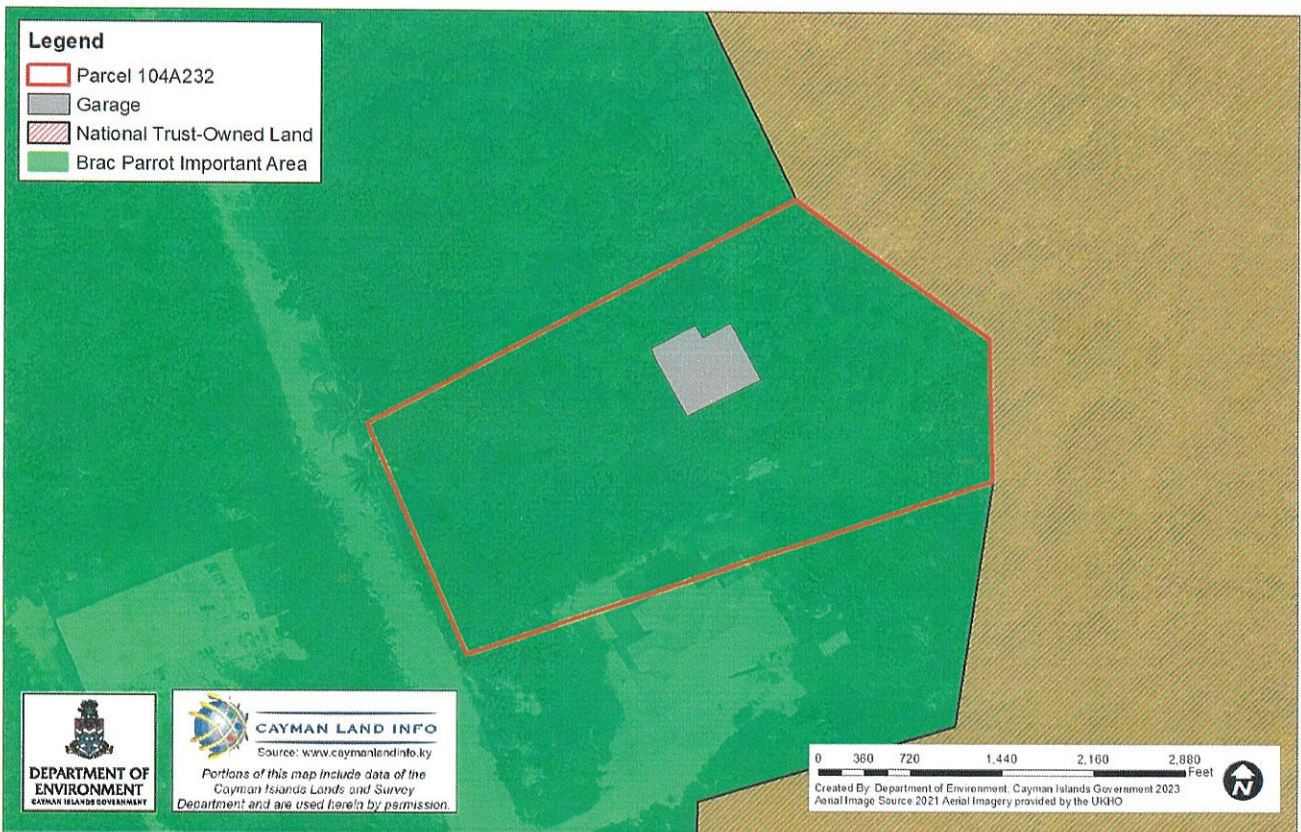 Legend
Parcel 104A232
Garage
National Trust-Owned Land
Brac Parrot Important Area
DEPARTMENT OF
ENVIRONMENT
CAYMAN ISLANDS GOVERNMENT
CAYMAN LAND INFO
Source: www.caymanlandinfo.ky
Portions of this map include data of the
Cayman Islands Lands and Survey
Department and are used herein by permission.
0 360 720 1,440 2,160 2,880
Feet
Created By: Department of Environment, Cayman Islands Government 2023
Aerial Image Source 2021 Aerial Imagery provided by the UKHO
N